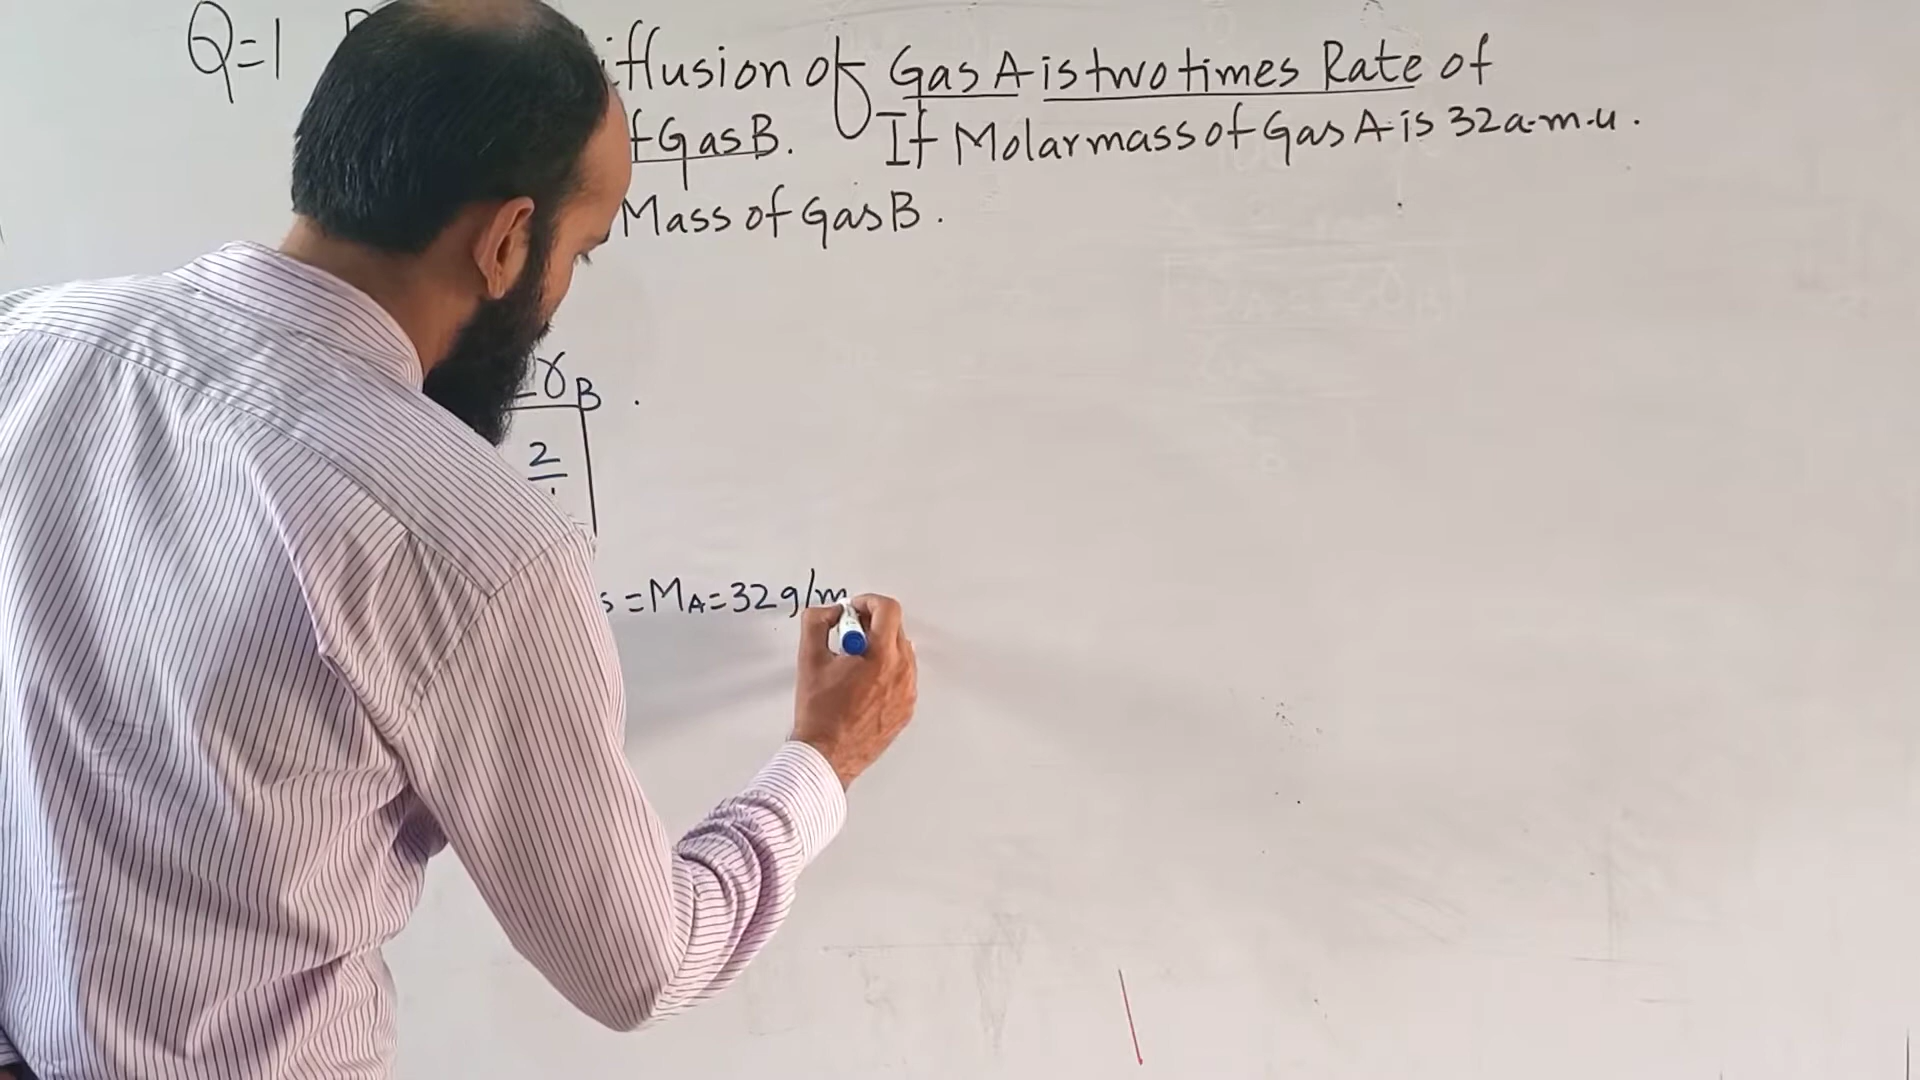 Q=1 iffusion of Gas A is two times Rate of
f Gas B. If Molar mass of Gas A is 32 a.m.u.
Mass of Gas B.
γB.
2
s = MA = 32 g/m